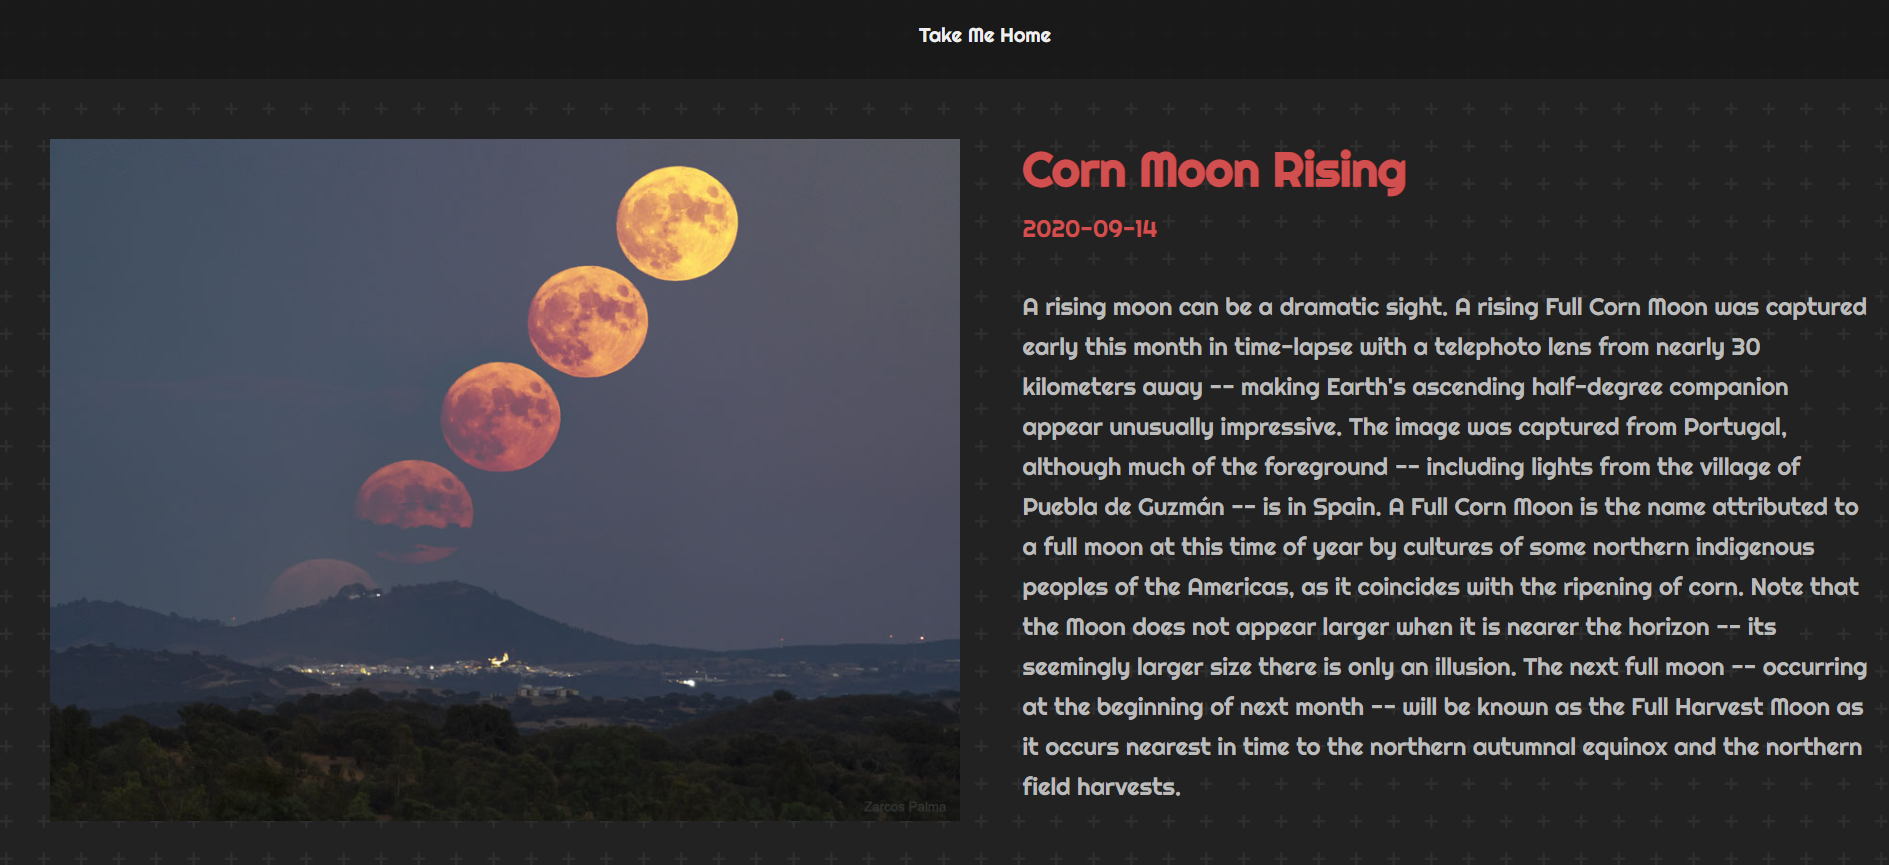 Take Me Home
Corn Moon Rising
2020-09-14
A rising moon can be a dramatic sight. A rising Full Corn Moon was captured
early this month in time-lapse with a telephoto lens from nearly 30
kilometers away -- making Earth's ascending half-degree companion
appear unusually impressive. The image was captured from Portugal,
although much of the foreground -- including lights from the village of
Puebla de Guzmán -- is in Spain. A Full Corn Moon is the name attributed to
a full moon at this time of year by cultures of some northern indigenous
peoples of the Americas, as it coincides with the ripening of corn. Note that
the Moon does not appear larger when it is nearer the horizon -- its
seemingly larger size there is only an illusion. The next full moon -- occurring
at the beginning of next month -- will be known as the Full Harvest Moon as
it occurs nearest in time to the northern autumnal equinox and the northern
field harvests.
Zarcos Palma